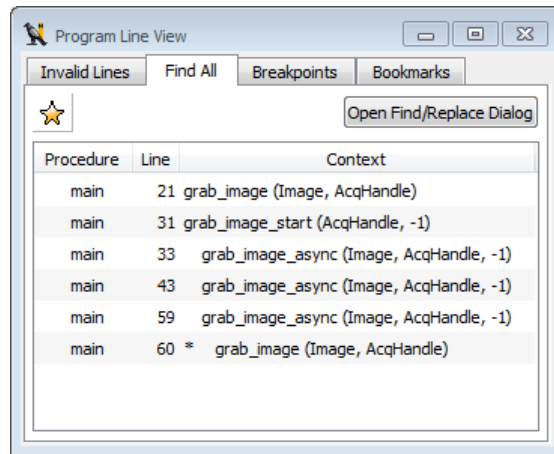 Program Line View
Invalid Lines Find All Breakpoints Bookmarks
Open Find/Replace Dialog
Procedure Line Context
main 21 grab_image (Image, AcqHandle)
main 31 grab_image_start (AcqHandle, -1)
main 33 grab_image_async (Image, AcqHandle, -1)
main 43 grab_image_async (Image, AcqHandle, -1)
main 59 grab_image_async (Image, AcqHandle, -1)
main 60 * grab_image (Image, AcqHandle)